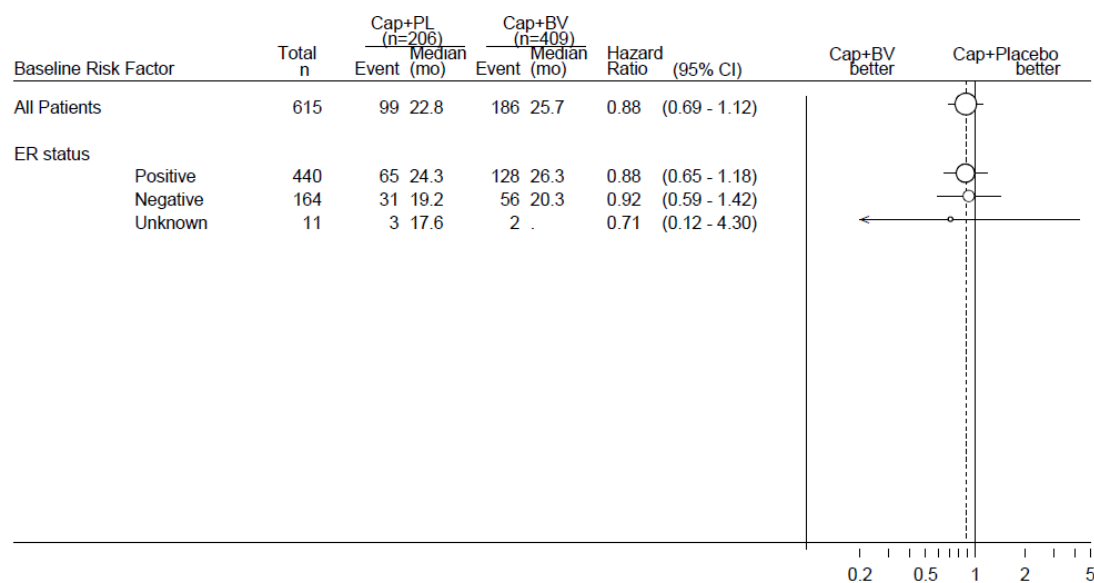 Cap+PL Cap+BV
(n=206) (n=409)
Total Median Median Hazard Cap+BV Cap+Placebo
Baseline Risk Factor n Event (mo) Event (mo) Ratio (95% CI) better better
All Patients 615 99 22.8 186 25.7 0.88 (0.69 - 1.12)
ER status
Positive 440 65 24.3 128 26.3 0.88 (0.65 - 1.18)
Negative 164 31 19.2 56 20.3 0.92 (0.59 - 1.42)
Unknown 11 3 17.6 2 . 0.71 (0.12 - 4.30)
0.2 0.5 1 2 5